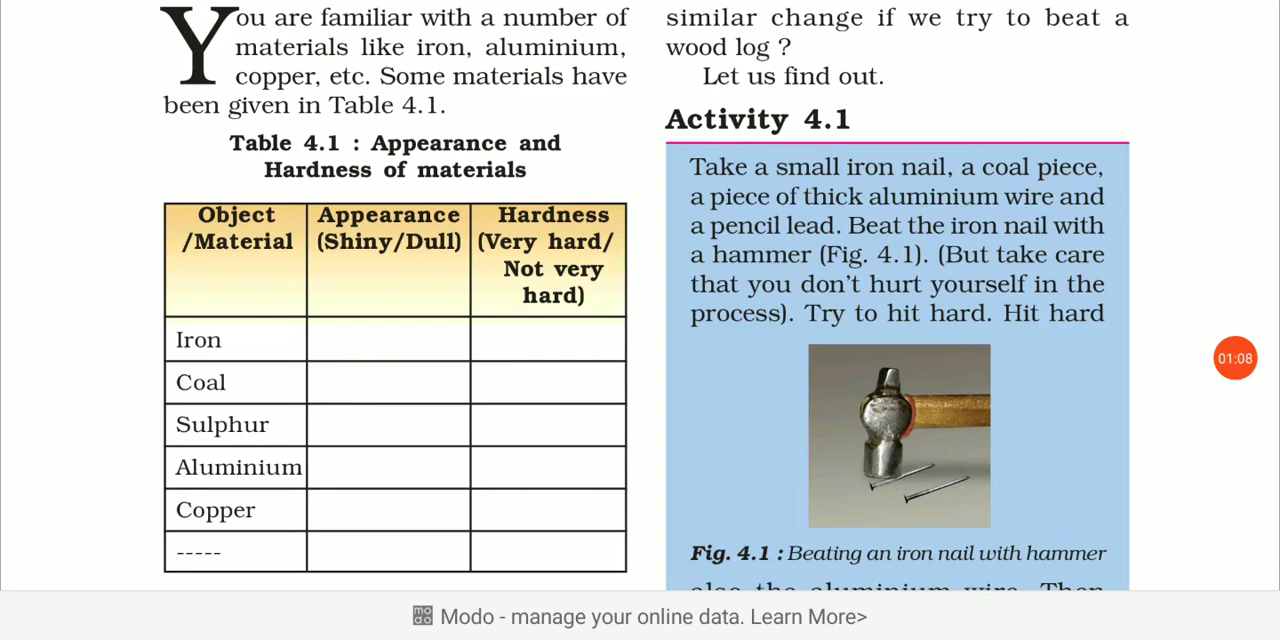 You are familiar with a number of
materials like iron, aluminium,
copper, etc. Some materials have
been given in Table 4.1.
Table 4.1 : Appearance and
Hardness of materials
Object
/Material
Appearance
(Shiny/Dull)
Hardness
(Very hard/
Not very
hard)
Iron
Coal
Sulphur
Aluminium
Copper
-----
similar change if we try to beat a
wood log ?
Let us find out.
Activity 4.1
Take a small iron nail, a coal piece,
a piece of thick aluminium wire and
a pencil lead. Beat the iron nail with
a hammer (Fig. 4.1). (But take care
that you don't hurt yourself in the
process). Try to hit hard. Hit hard
Fig. 4.1 : Beating an iron nail with hammer
also the aluminium wire. Then
01:08
Modo - manage your online data. Learn More>